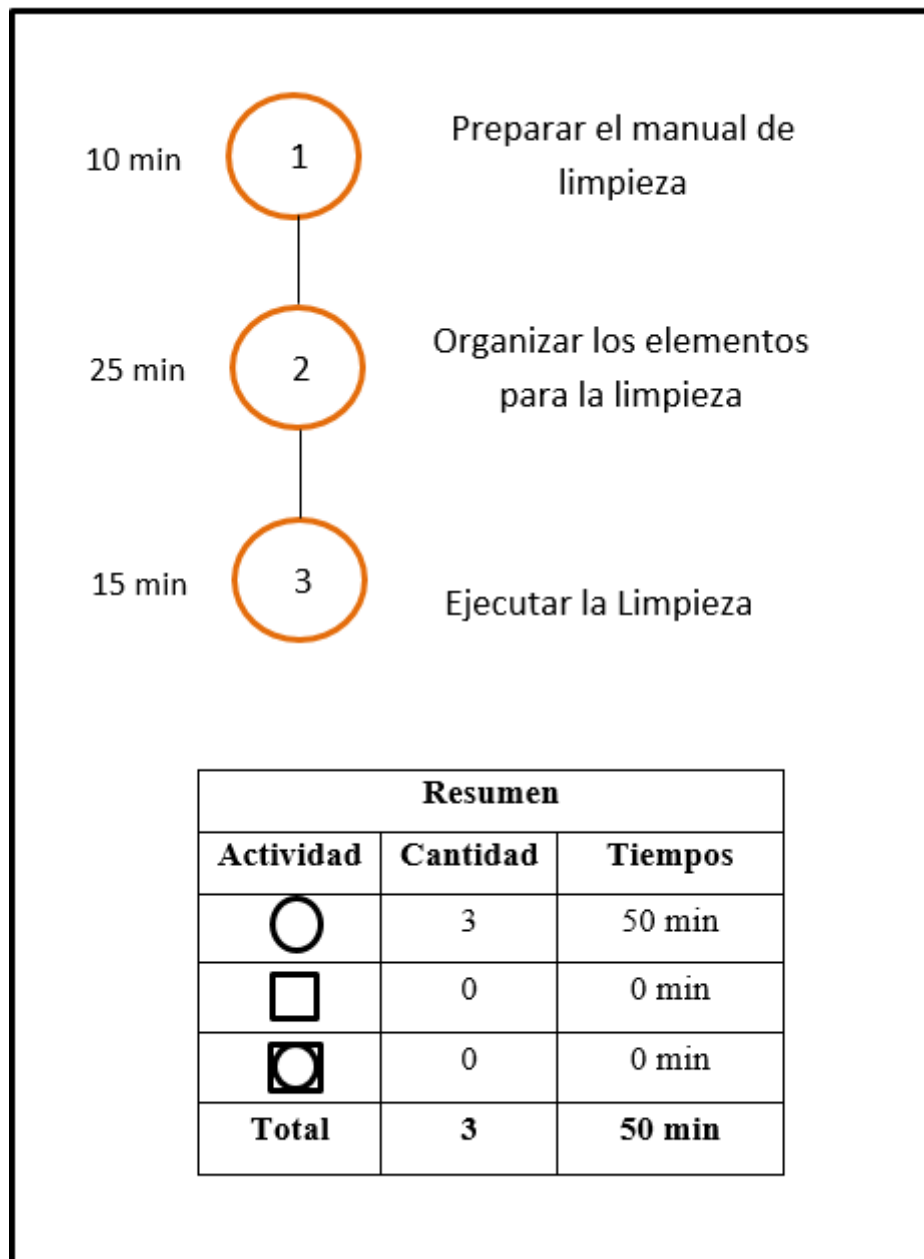 10 min
1
Preparar el manual de
limpieza
25 min
2
Organizar los elementos
para la limpieza
15 min
3
Ejecutar la Limpieza
Resumen
Actividad Cantidad Tiempos
3 50 min
0 0 min
0 0 min
Total 3 50 min